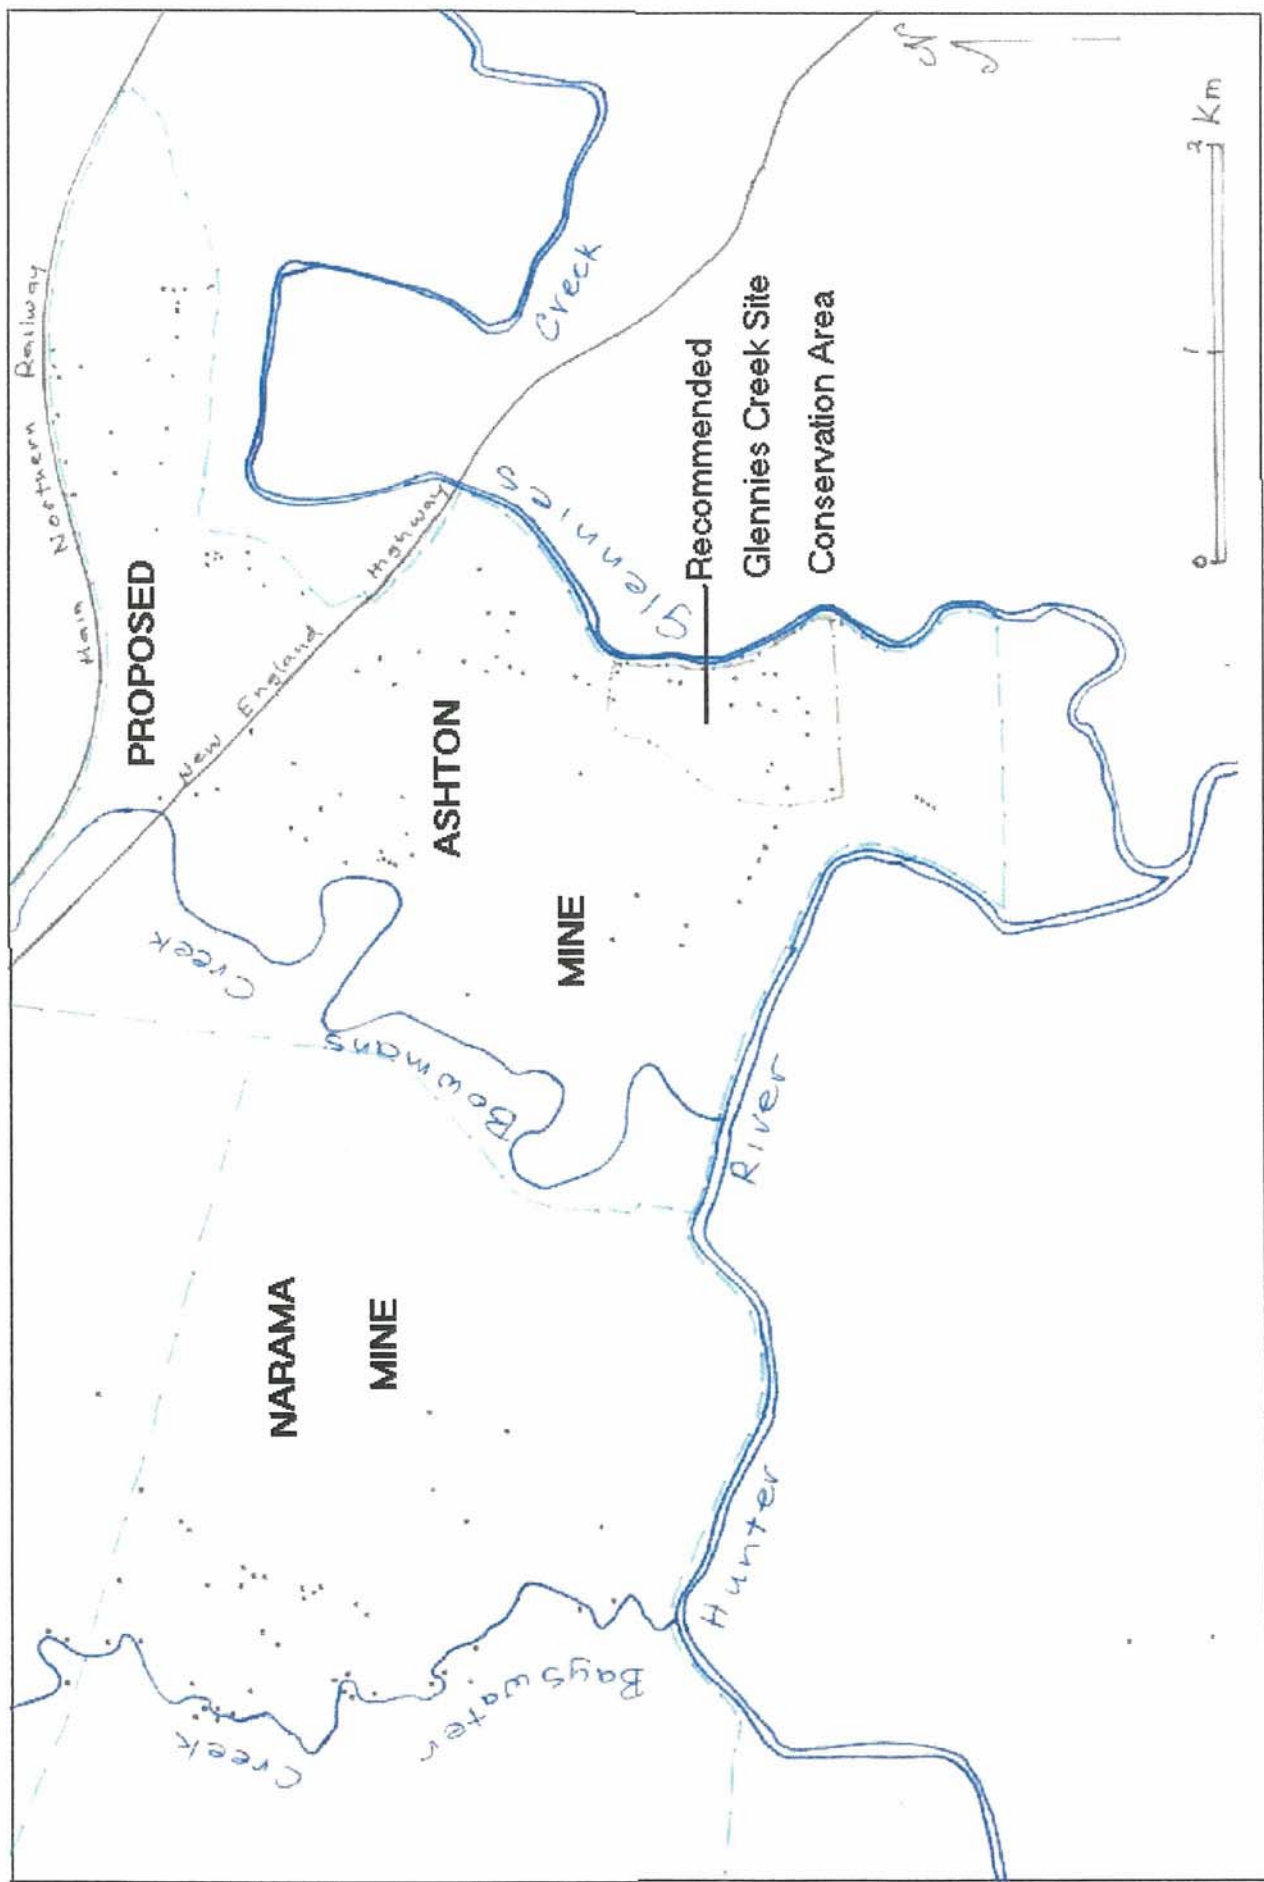 Main Northern Railway
PROPOSED
New England Highway
Creek
Bowmans
ASHTON
MINE
NARAMA
MINE
Creek
Bayswater
Hunter
River
Glennies
Creek
Recommended
Glennies Creek Site
Conservation Area
N
0 1 2 Km